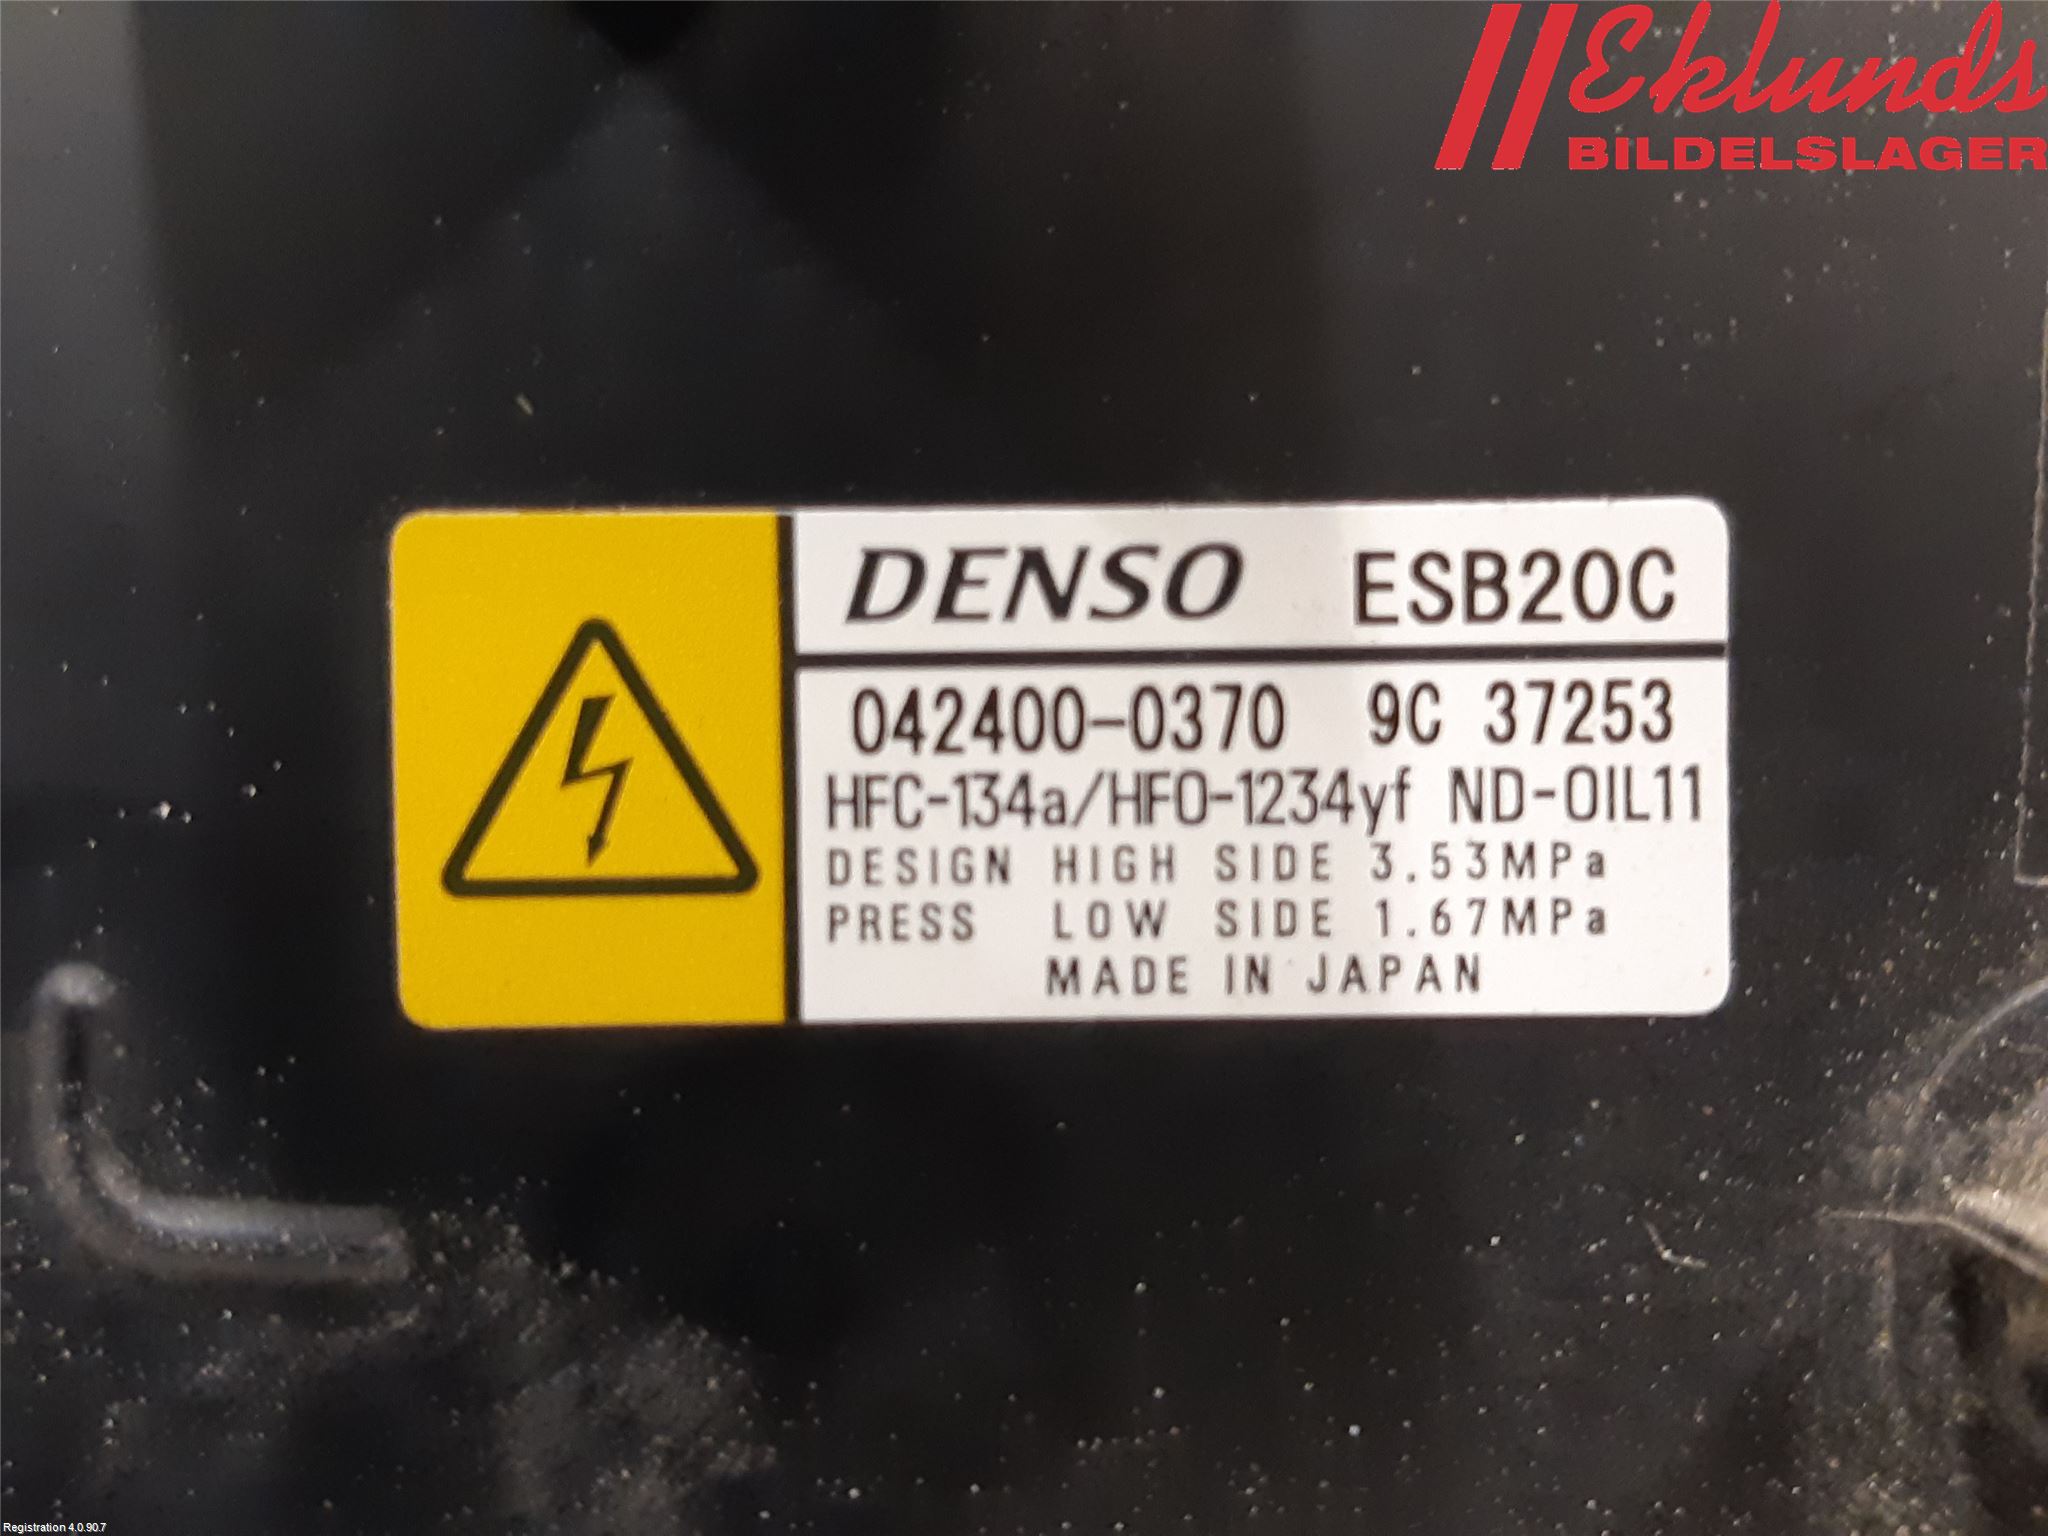 Eklunds
BILDELSLAGER
DENSO ESB20C
042400-0370 9C 37253
HFC-134a/HFO-1234yf ND-OIL11
DESIGN HIGH SIDE 3.53MPa
PRESS LOW SIDE 1.67MPa
MADE IN JAPAN
Registration 4.0.90.7